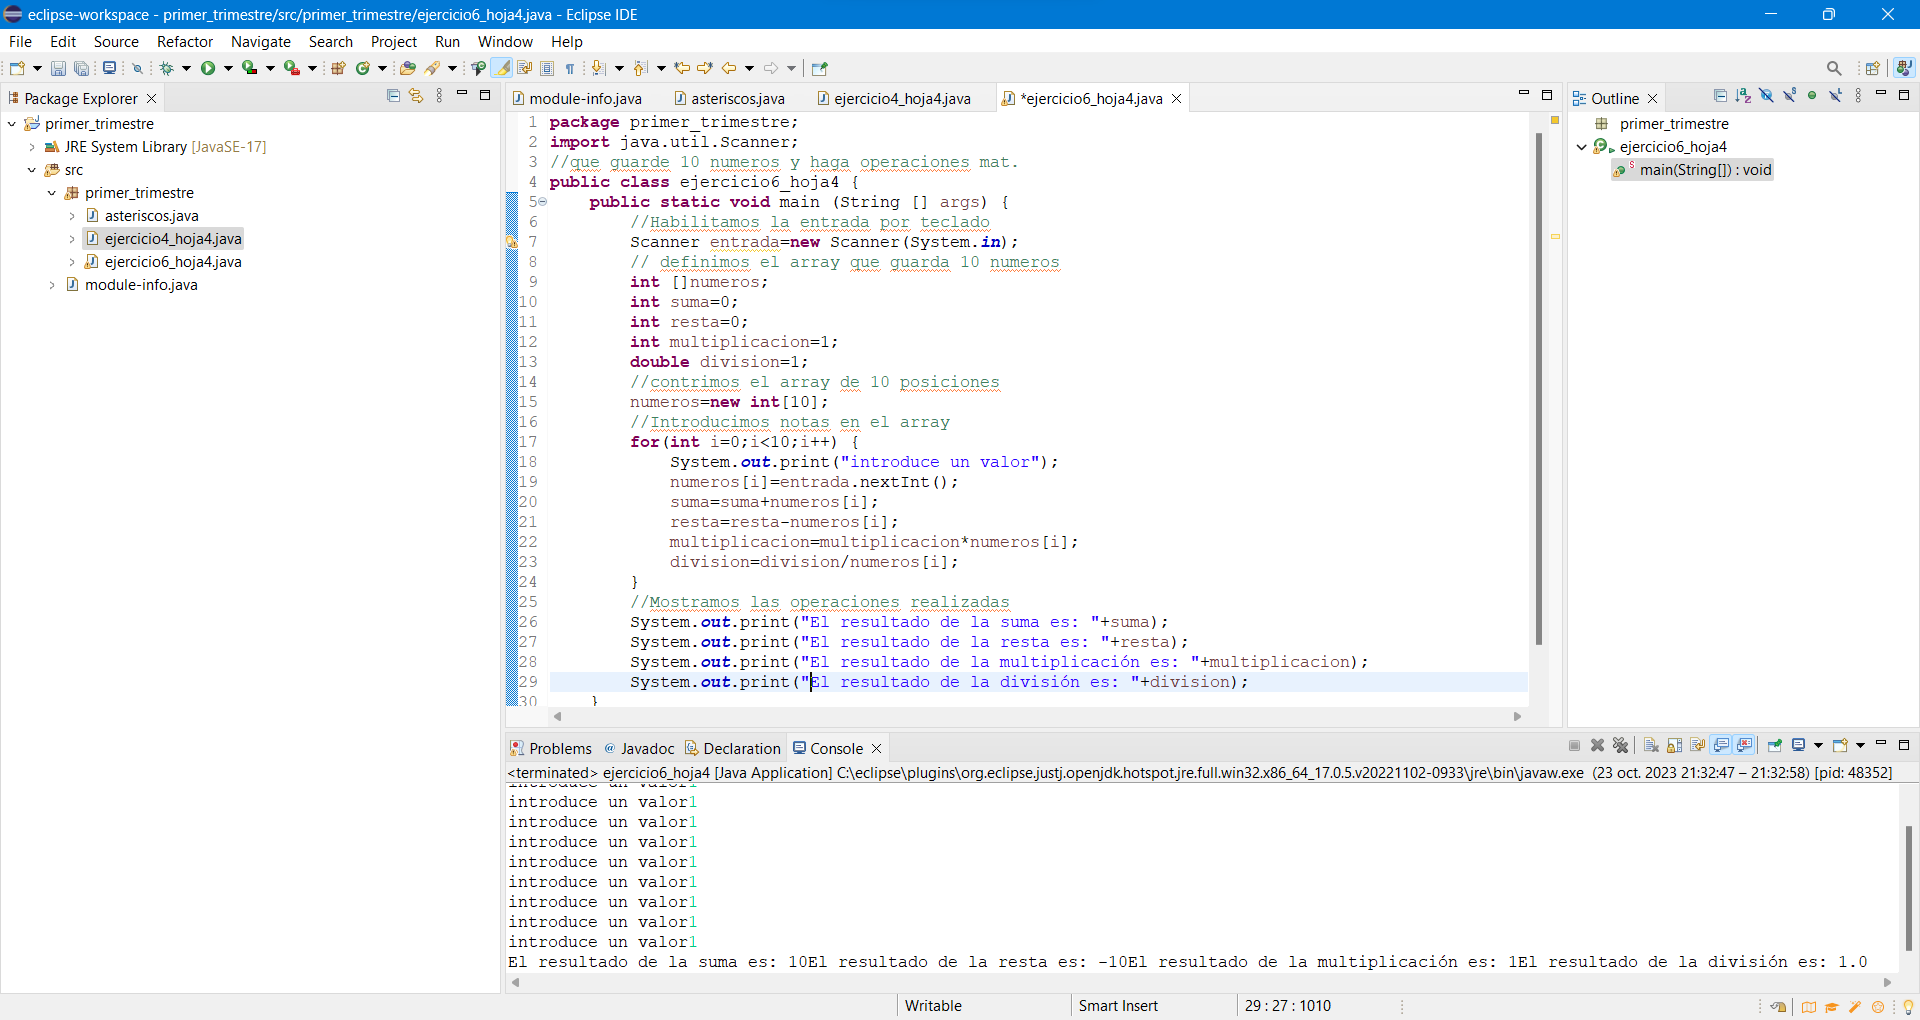 eclipse-workspace - primer_trimestre/src/primer_trimestre/ejercicio6_hoja4.java - Eclipse IDE
File Edit Source Refactor Navigate Search Project Run Window Help
Package Explorer
primer_trimestre
JRE System Library [JavaSE-17]
src
primer_trimestre
asteriscos.java
ejercicio4_hoja4.java
ejercicio6_hoja4.java
module-info.java
module-info.java asteriscos.java ejercicio4_hoja4.java *ejercicio6_hoja4.java
1 package primer_trimestre;
2 import java.util.Scanner;
3 //que guarde 10 numeros y haga operaciones mat.
4 public class ejercicio6_hoja4 {
5 public static void main (String [] args) {
6 //Habilitamos la entrada por teclado
7 Scanner entrada=new Scanner(System.in);
8 // definimos el array que guarda 10 numeros
9 int []numeros;
10 int suma=0;
11 int resta=0;
12 int multiplicacion=1;
13 double division=1;
14 //contrimos el array de 10 posiciones
15 numeros=new int[10];
16 //Introducimos notas en el array
17 for(int i=0;i<10;i++) {
18 System.out.print("introduce un valor");
19 numeros[i]=entrada.nextInt();
20 suma=suma+numeros[i];
21 resta=resta-numeros[i];
22 multiplicacion=multiplicacion*numeros[i];
23 division=division/numeros[i];
24 }
25 //Mostramos las operaciones realizadas
26 System.out.print("El resultado de la suma es: "+suma);
27 System.out.print("El resultado de la resta es: "+resta);
28 System.out.print("El resultado de la multiplicación es: "+multiplicacion);
29 System.out.print("El resultado de la división es: "+division);
30 }
Outline
primer_trimestre
ejercicio6_hoja4
main(String[]) : void
Problems Javadoc Declaration Console
<terminated> ejercicio6_hoja4 [Java Application] C:\eclipse\plugins\org.eclipse.justj.openjdk.hotspot.jre.full.win32.x86_64_17.0.5.v20221102-0933\jre\bin\javaw.exe (23 oct. 2023 21:32:47 – 21:32:58) [pid: 48352]
introduce un valor1
introduce un valor1
introduce un valor1
introduce un valor1
introduce un valor1
introduce un valor1
introduce un valor1
introduce un valor1
introduce un valor1
El resultado de la suma es: 10El resultado de la resta es: -10El resultado de la multiplicación es: 1El resultado de la división es: 1.0
Writable Smart Insert 29 : 27 : 1010